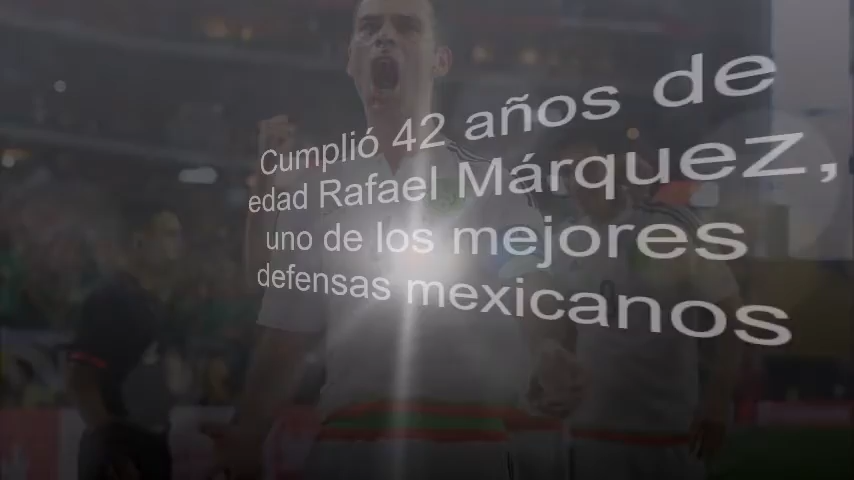 Cumplió 42 años de
edad Rafael Márquez,
uno de los mejores
defensas mexicanos